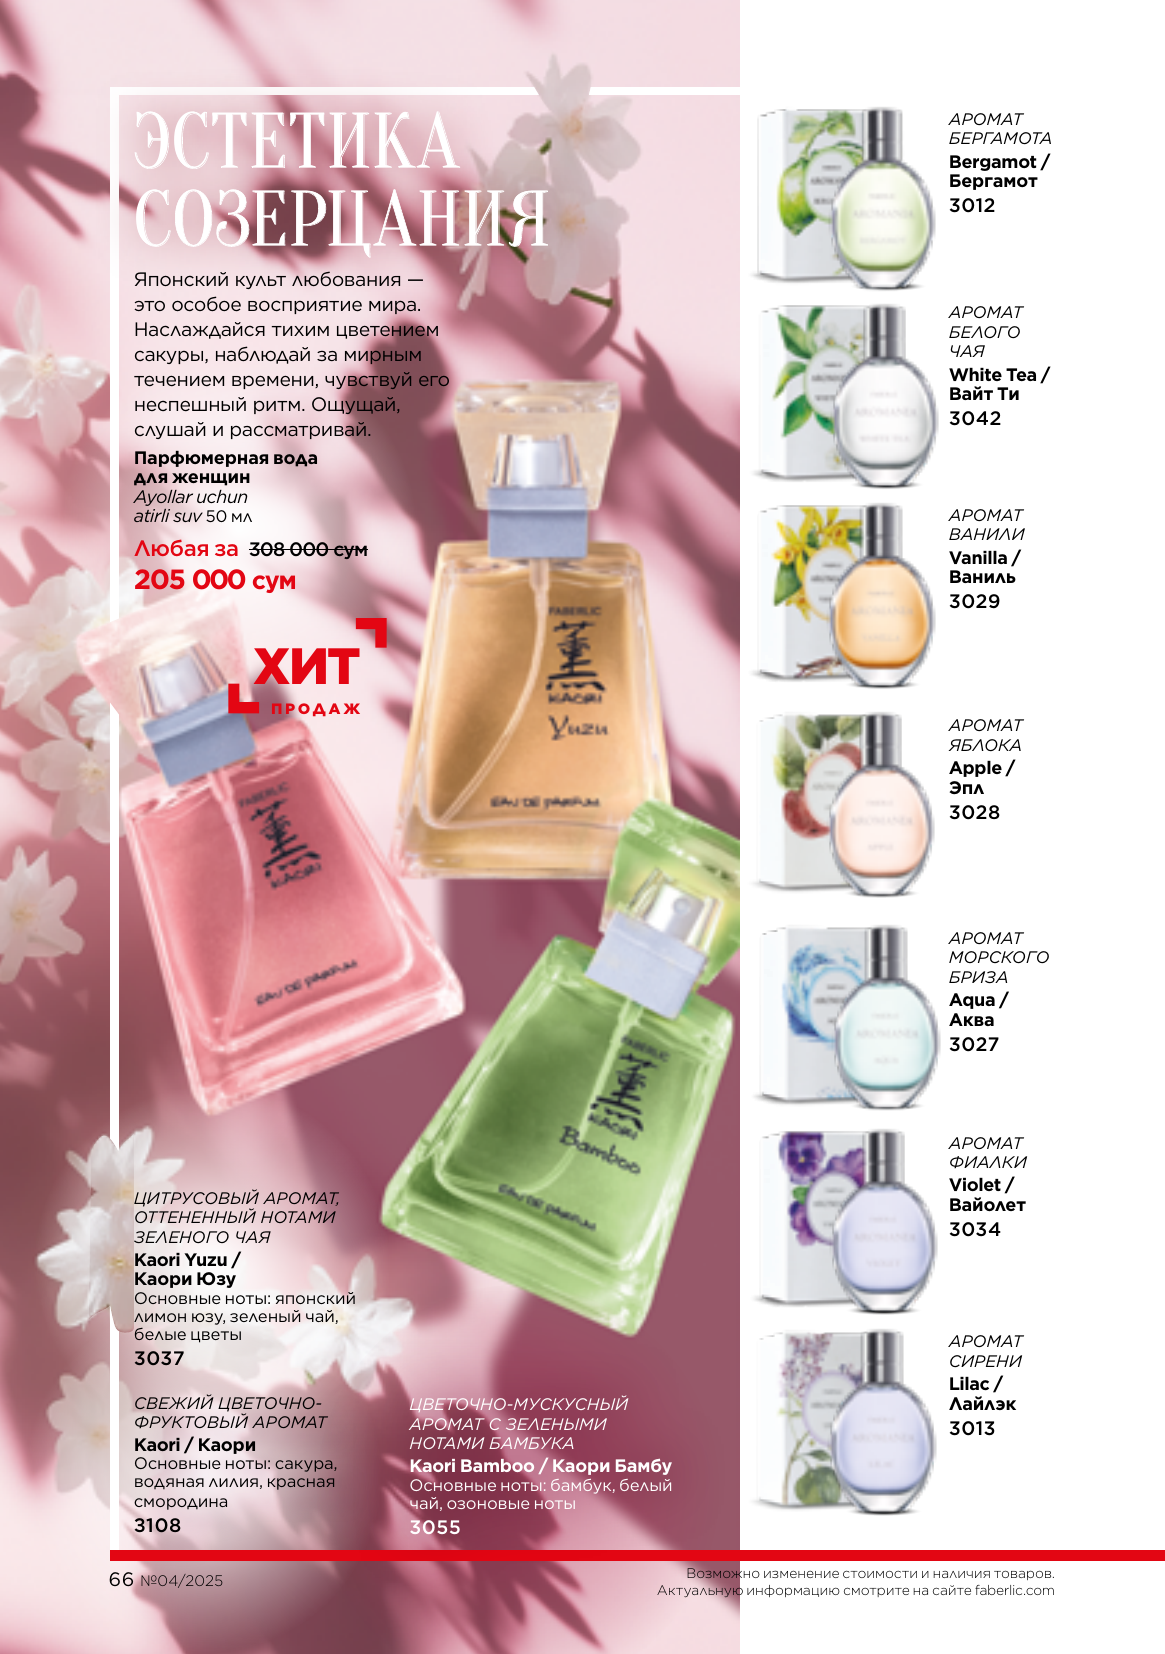 ЭСТЕТИКА
СОЗЕРЦАНИЯ
Японский культ любования —
это особое восприятие мира.
Наслаждайся тихим цветением
сакуры, наблюдай за мирным
течением времени, чувствуй его
неспешный ритм. Ощущай,
слушай и рассматривай.
Парфюмерная вода
для женщин
Ayollar uchun
atirli suv 50 мл
Любая за 308 000 сум
205 000 сум
ХИТ
ПРОДАЖ
FABERLIC
KAORI
Yuzu
EAU DE PARFUM
FABERLIC
KAORI
EAU DE PARFUM
FABERLIC
KAORI
Bamboo
EAU DE PARFUM
ЦИТРУСОВЫЙ АРОМАТ,
ОТТЕНЕННЫЙ НОТАМИ
ЗЕЛЕНОГО ЧАЯ
Kaori Yuzu /
Каори Юзу
Основные ноты: японский
лимон юзу, зеленый чай,
белые цветы
3037
СВЕЖИЙ ЦВЕТОЧНО-
ФРУКТОВЫЙ АРОМАТ
Kaori / Каори
Основные ноты: сакура,
водяная лилия, красная
смородина
3108
ЦВЕТОЧНО-МУСКУСНЫЙ
АРОМАТ С ЗЕЛЕНЫМИ
НОТАМИ БАМБУКА
Kaori Bamboo / Каори Бамбу
Основные ноты: бамбук, белый
чай, озоновые ноты
3055
АРОМАТ
БЕРГАМОТА
Bergamot /
Бергамот
3012
АРОМАТ
БЕЛОГО
ЧАЯ
White Tea /
Вайт Ти
3042
АРОМАТ
ВАНИЛИ
Vanilla /
Ваниль
3029
АРОМАТ
ЯБЛОКА
Apple /
Эпл
3028
АРОМАТ
МОРСКОГО
БРИЗА
Aqua /
Аква
3027
АРОМАТ
ФИАЛКИ
Violet /
Вайолет
3034
АРОМАТ
СИРЕНИ
Lilac /
Лайлэк
3013
66 №04/2025
Возможно изменение стоимости и наличия товаров.
Актуальную информацию смотрите на сайте faberlic.com